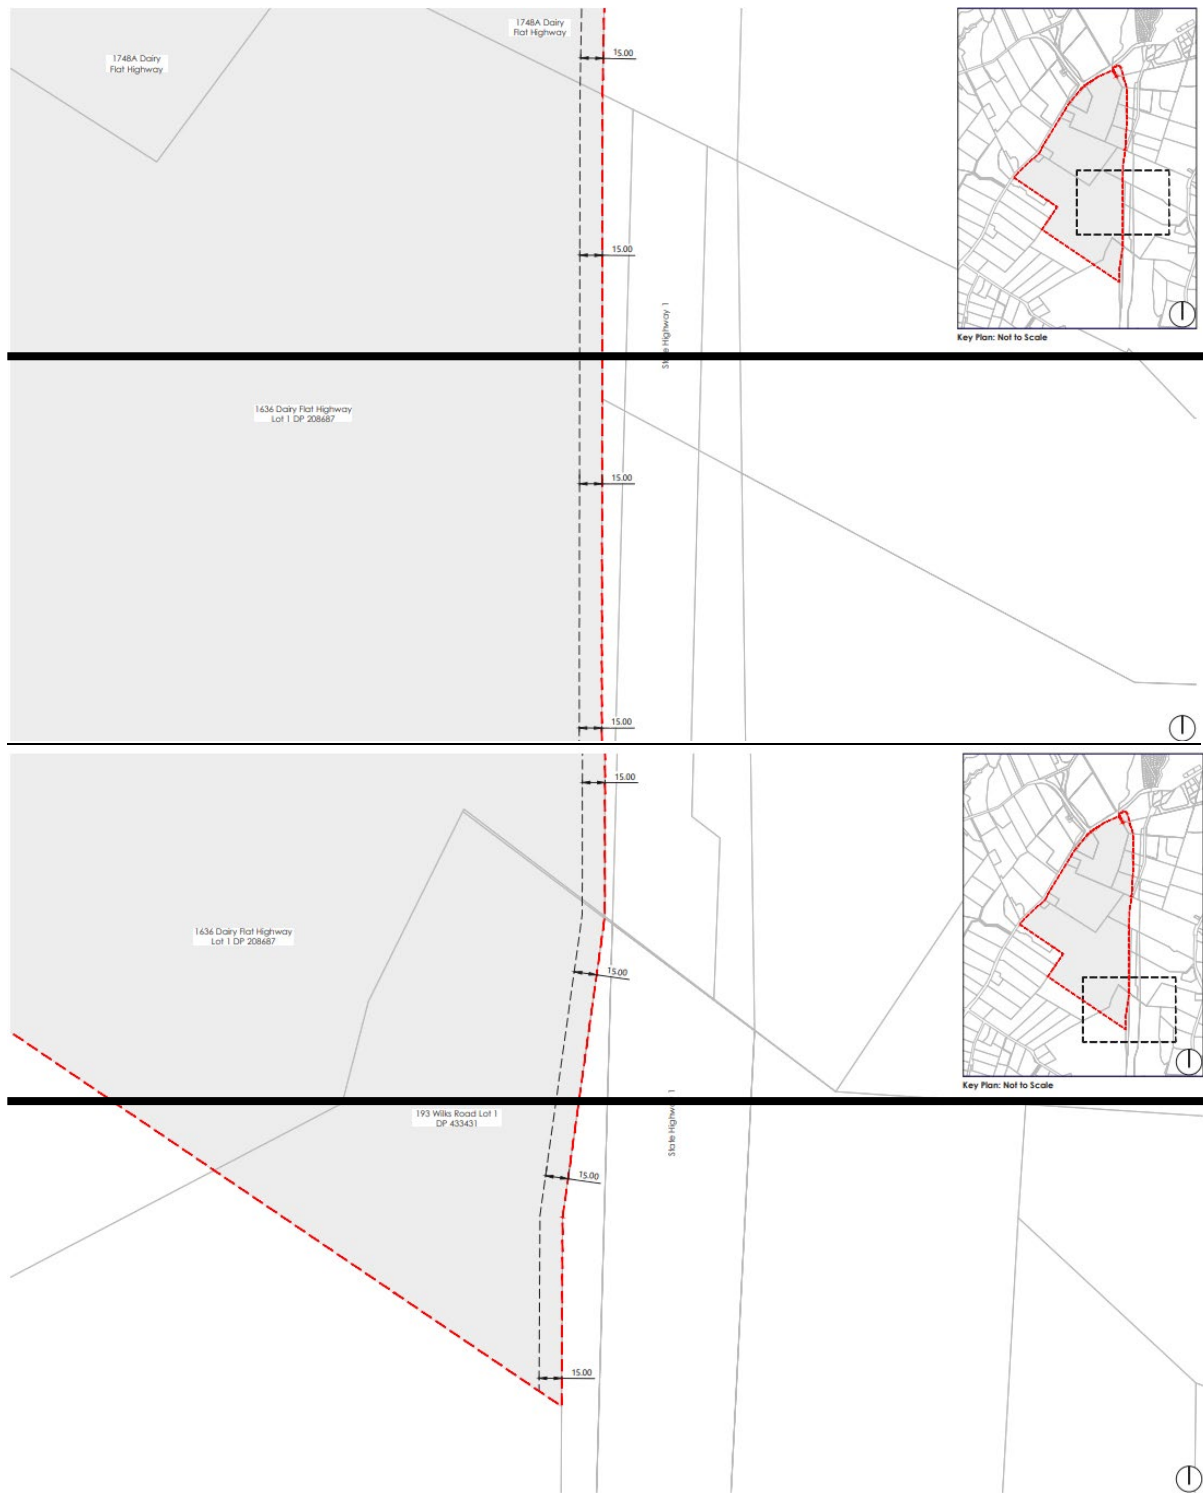 1748A Dairy
Flat Highway
1748A Dairy
Flat Highway
15.00
15.00
State Highway 1
Key Plan: Not to Scale
1636 Dairy Flat Highway
Lot 1 DP 208687
15.00
15.00
15.00
1636 Dairy Flat Highway
Lot 1 DP 208687
15.00
Key Plan: Not to Scale
193 Wilks Road Lot 1
DP 433431
State Highway 1
15.00
15.00